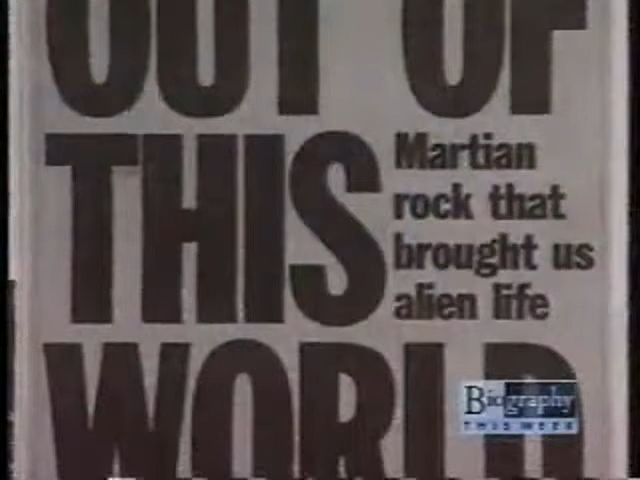 OUT OF
THIS
Martian
rock that
brought us
alien life
WORLD
Biography
THIS WEEK